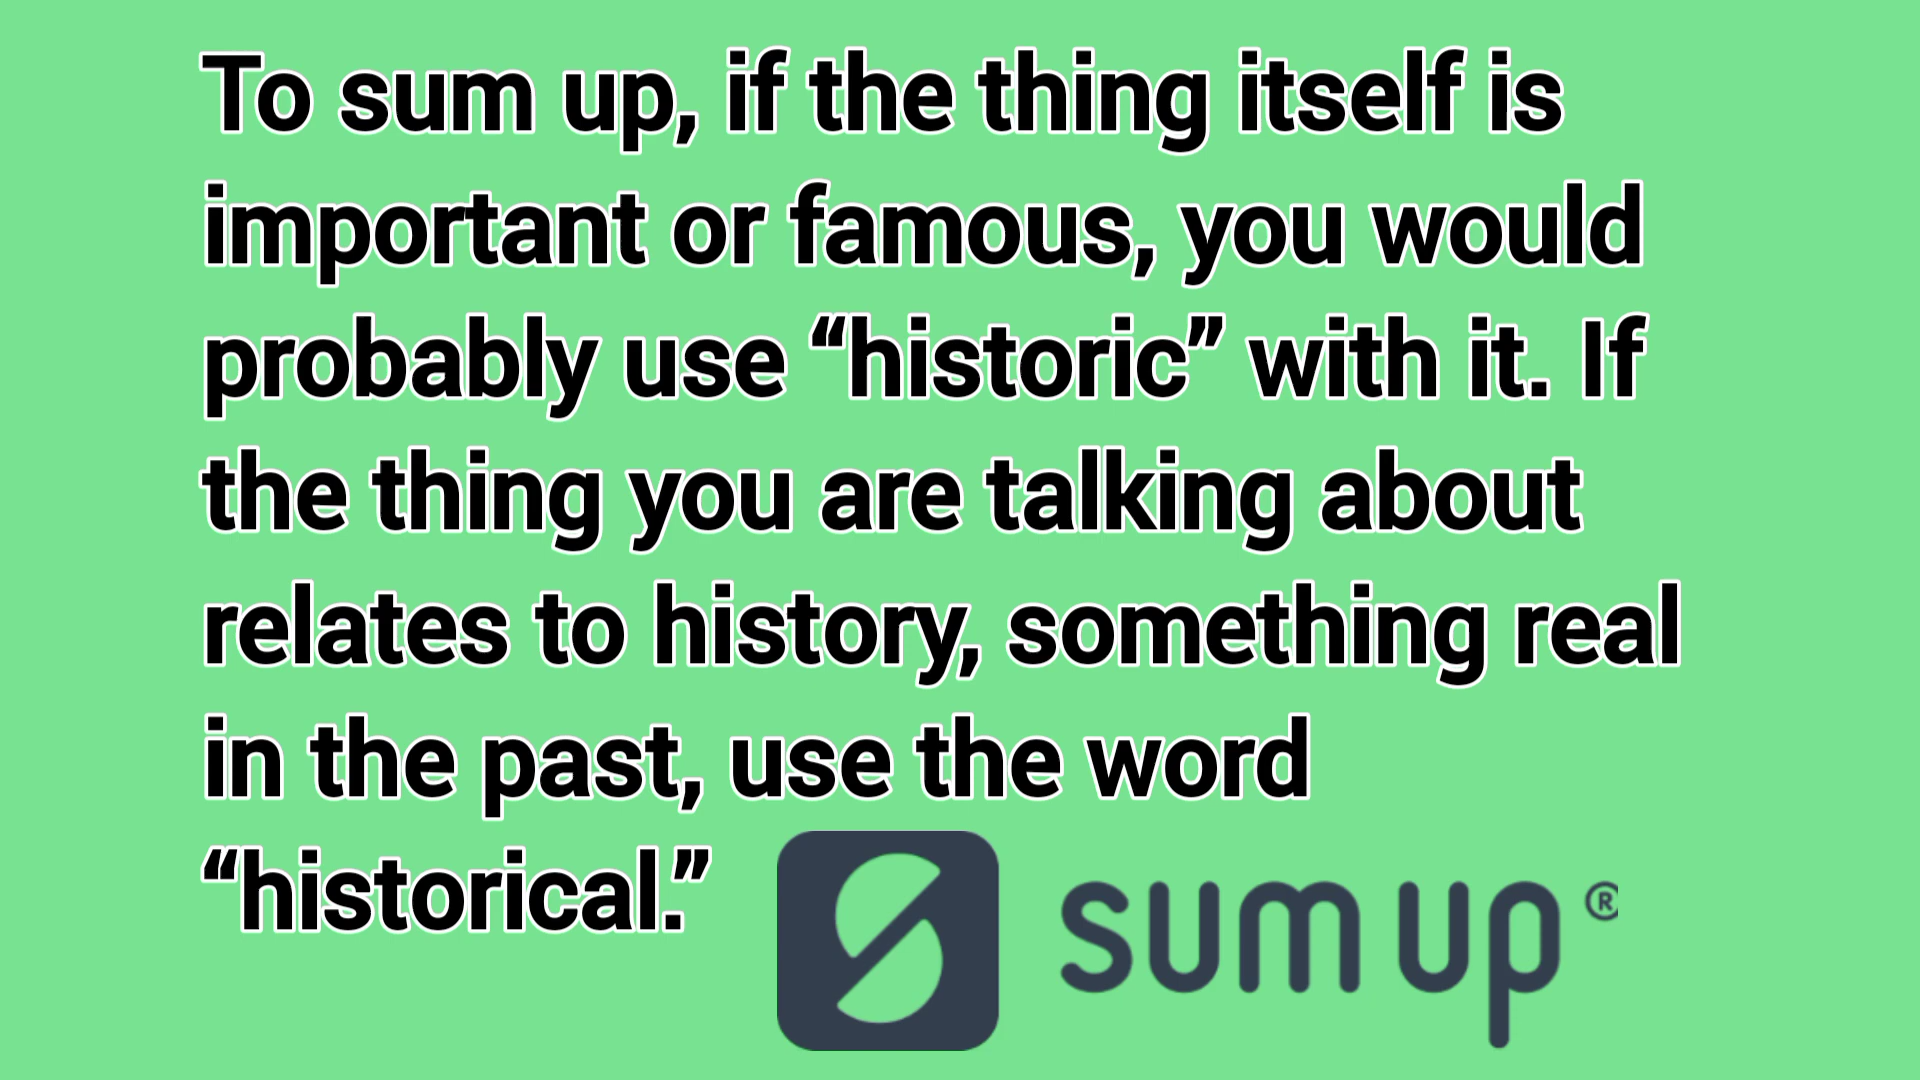 To sum up, if the thing itself is
important or famous, you would
probably use “historic” with it. If
the thing you are talking about
relates to history, something real
in the past, use the word
“historical.”
sum up ®